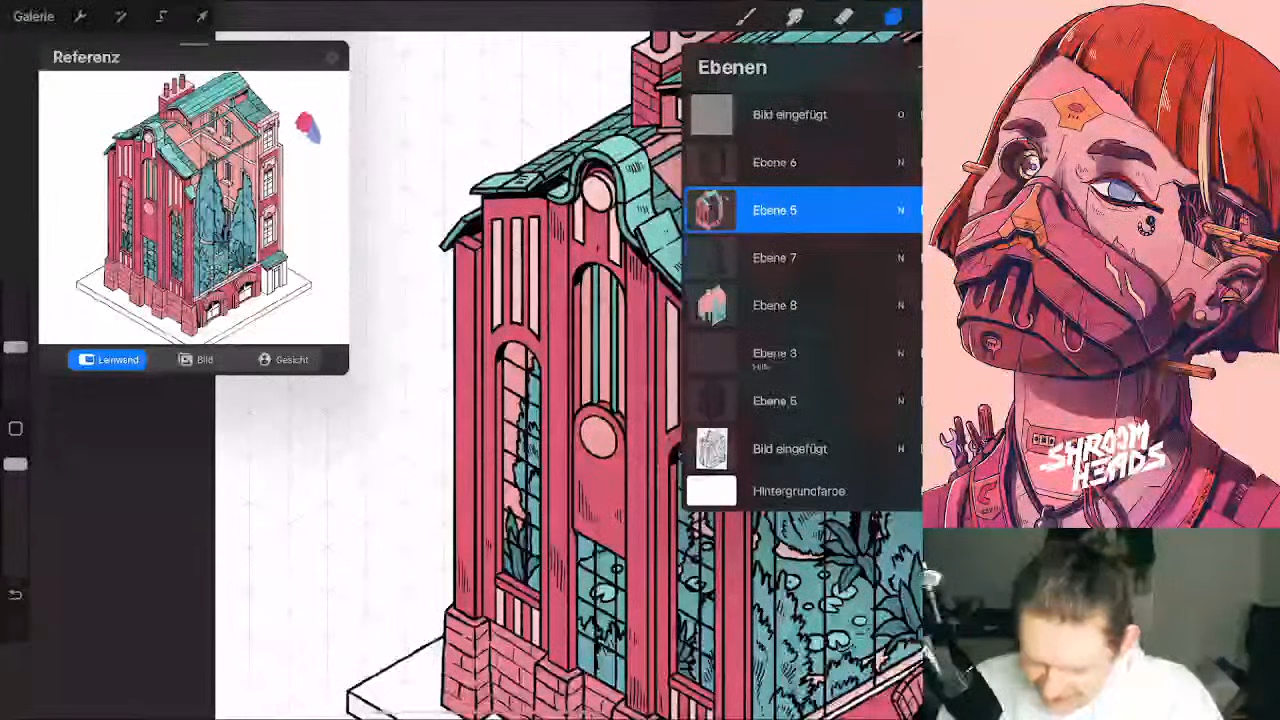 Galerie
Referenz
Leinwand
Bild
Gesicht
Ebenen
Bild eingefügt
O
Ebene 6
N
Ebene 5
N
Ebene 7
N
Ebene 8
N
Ebene 3
Ebene 5
N
Bild eingefügt
Hintergrundfarbe
SHROOM
HEADS